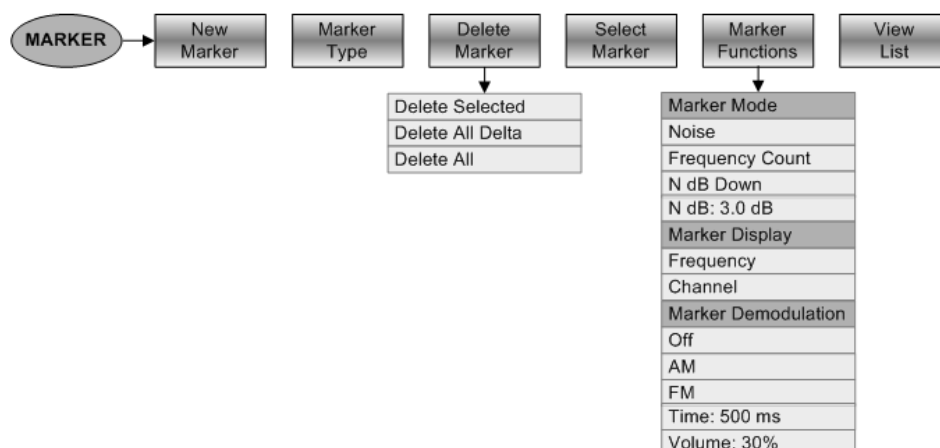 MARKER
New
Marker
Marker
Type
Delete
Marker
Select
Marker
Marker
Functions
View
List
Delete Selected
Delete All Delta
Delete All
Marker Mode
Noise
Frequency Count
N dB Down
N dB: 3.0 dB
Marker Display
Frequency
Channel
Marker Demodulation
Off
AM
FM
Time: 500 ms
Volume: 30%